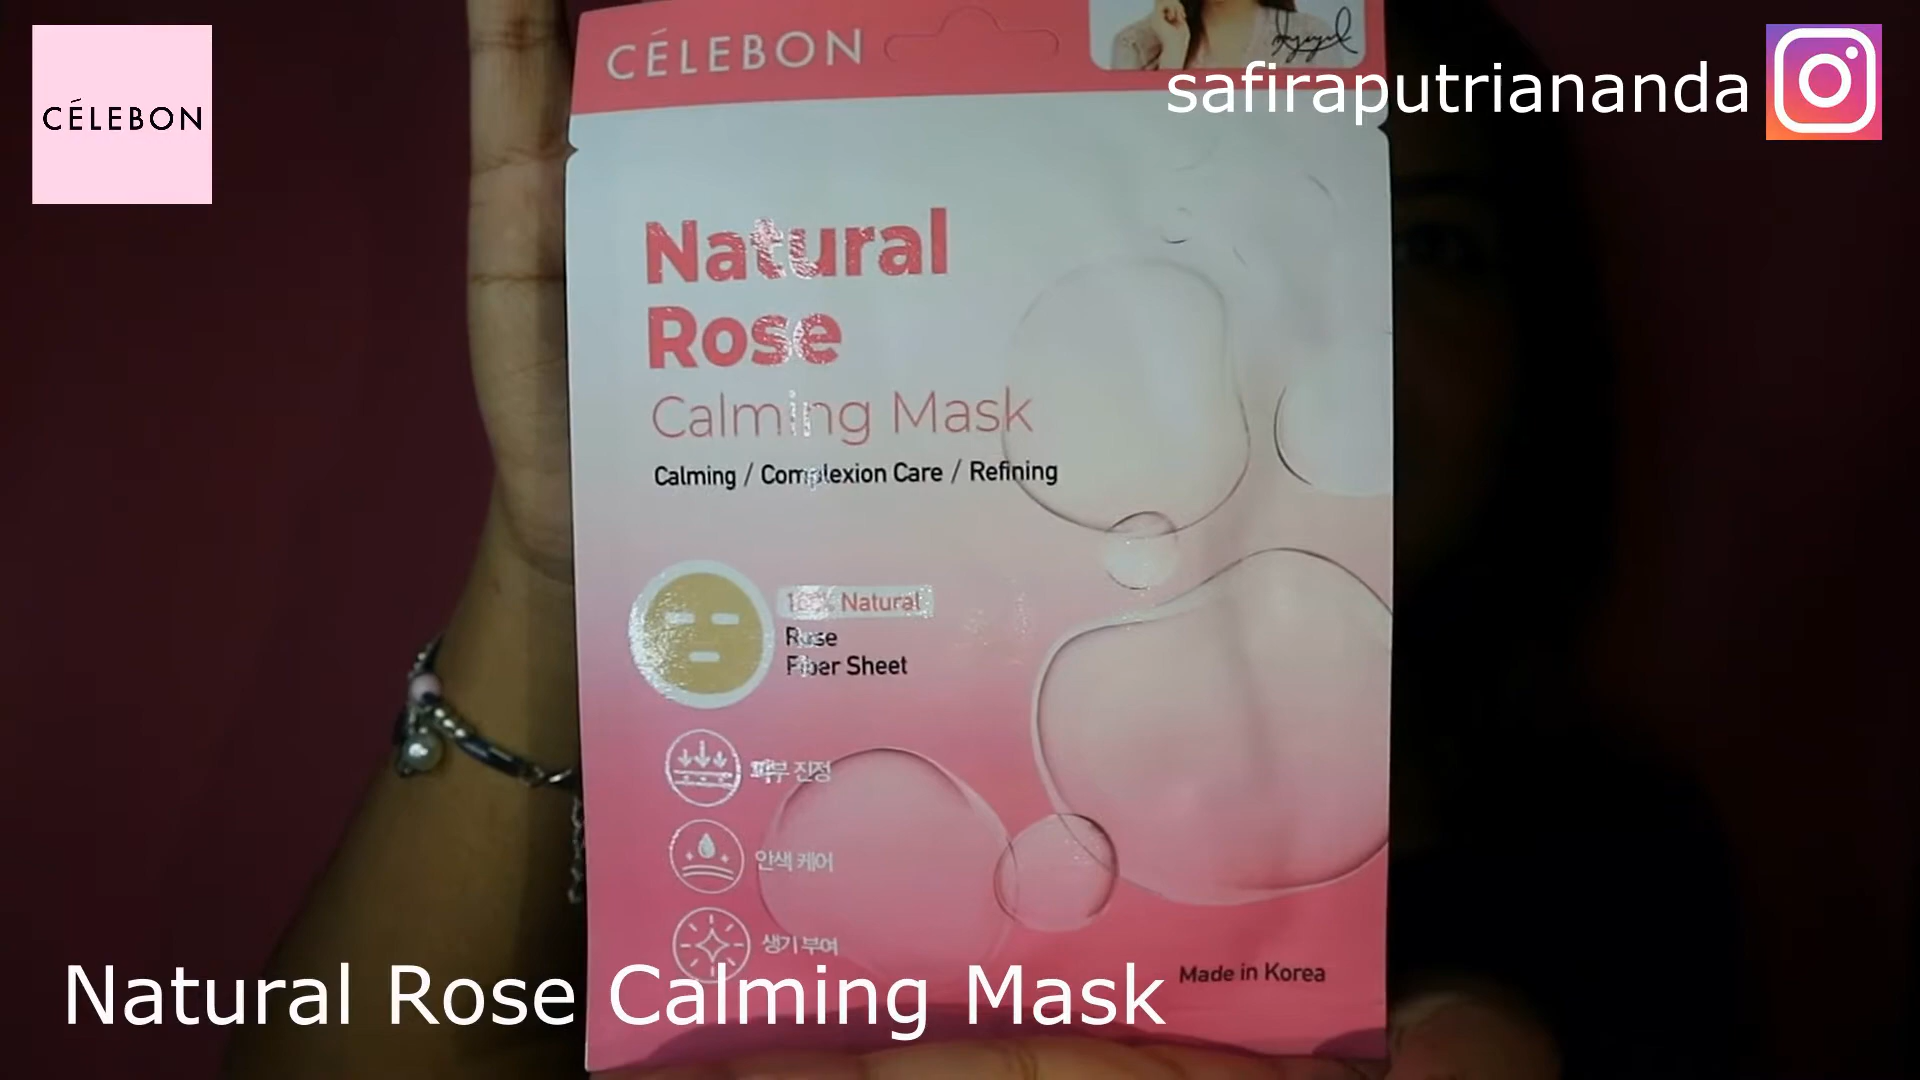 CÉLEBON
safiraputriananda
CÉLEBON
Natural
Rose
Calming Mask
Calming / Complexion Care / Refining
100% Natural
Rose
Fiber Sheet
피부 진정
안색 케어
생기 부여
Made in Korea
Natural Rose Calming Mask